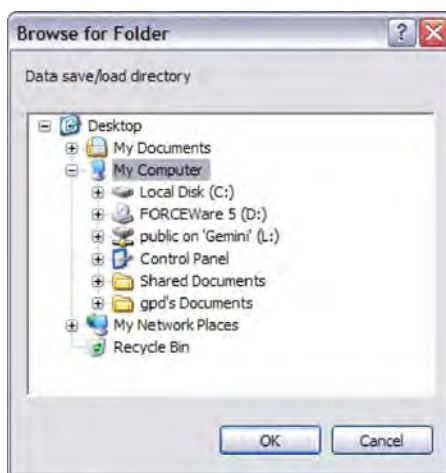 Browse for Folder
Data save/load directory
Desktop
My Documents
My Computer
Local Disk (C:)
FORCEWare 5 (D:)
public on 'Gemini' (L:)
Control Panel
Shared Documents
gpd's Documents
My Network Places
Recycle Bin
OK Cancel